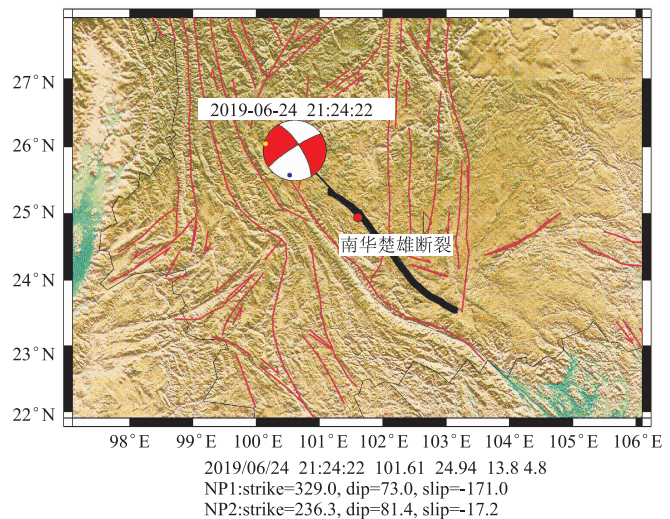 27°N
2019-06-24 21:24:22
26°N
25°N
南华楚雄断裂
24°N
23°N
22°N
98°E 99°E 100°E 101°E 102°E 103°E 104°E 105°E 106°E
2019/06/24 21:24:22 101.61 24.94 13.8 4.8
NP1:strike=329.0, dip=73.0, slip=-171.0
NP2:strike=236.3, dip=81.4, slip=-17.2